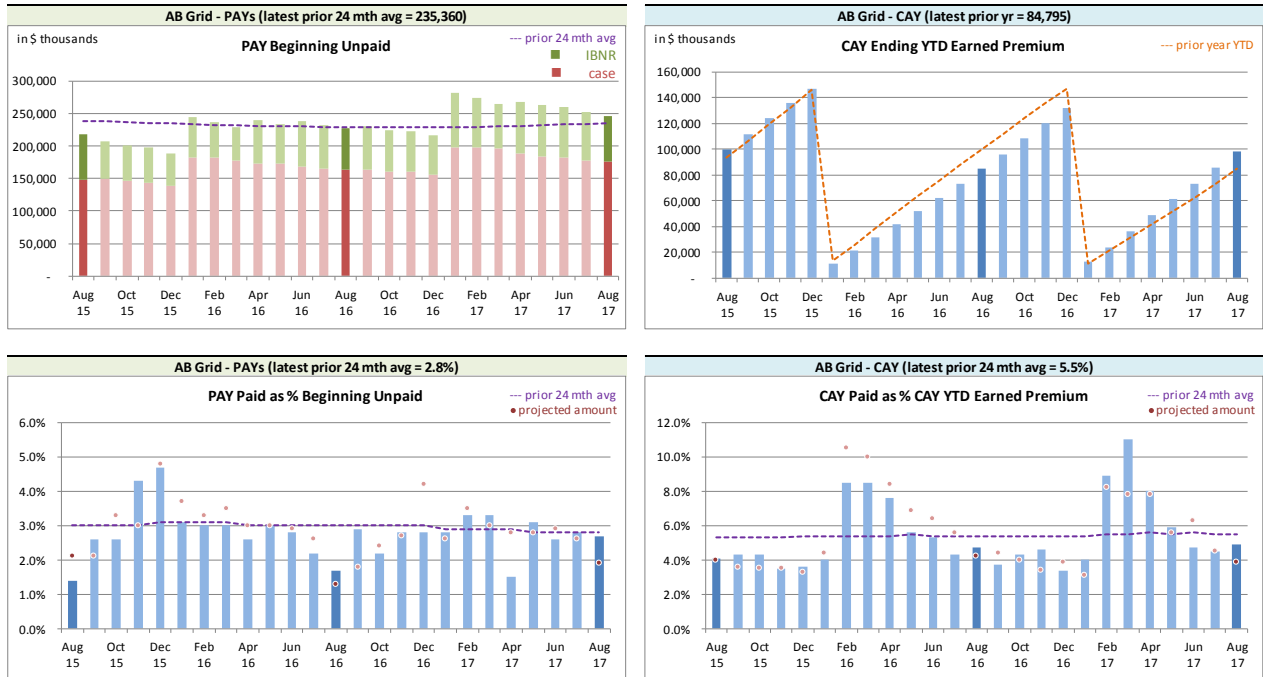 AB Grid - PAYs (latest prior 24 mth avg = 235,360)
in $ thousands
PAY Beginning Unpaid
--- prior 24 mth avg
IBNR
case
300,000
250,000
200,000
150,000
100,000
50,000
-
Aug Oct Dec Feb Apr Jun Aug Oct Dec Feb Apr Jun Aug
15 15 15 16 16 16 16 16 16 17 17 17 17
AB Grid - CAY (latest prior yr = 84,795)
in $ thousands
CAY Ending YTD Earned Premium
--- prior year YTD
160,000
140,000
120,000
100,000
80,000
60,000
40,000
20,000
-
Aug Oct Dec Feb Apr Jun Aug Oct Dec Feb Apr Jun Aug
15 15 15 16 16 16 16 16 16 17 17 17 17
AB Grid - PAYs (latest prior 24 mth avg = 2.8%)
PAY Paid as % Beginning Unpaid
--- prior 24 mth avg
projected amount
6.0%
5.0%
4.0%
3.0%
2.0%
1.0%
0.0%
Aug Oct Dec Feb Apr Jun Aug Oct Dec Feb Apr Jun Aug
15 15 15 16 16 16 16 16 16 17 17 17 17
AB Grid - CAY (latest prior 24 mth avg = 5.5%)
CAY Paid as % CAY YTD Earned Premium
--- prior 24 mth avg
projected amount
12.0%
10.0%
8.0%
6.0%
4.0%
2.0%
0.0%
Aug Oct Dec Feb Apr Jun Aug Oct Dec Feb Apr Jun Aug
15 15 15 16 16 16 16 16 16 17 17 17 17